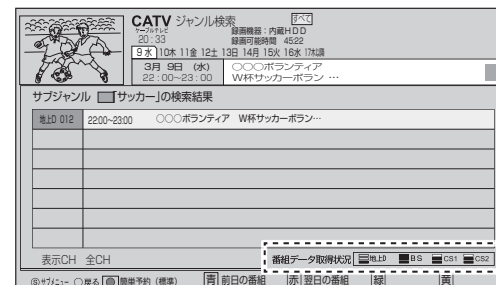 CATV ジャンル検索 すべて
ケーブルテレビ
20:33
録画機器：内蔵HDD
録画可能時間 45:22
9水 10木 11金 12土 13日 14月 15火 16水 17木
3月 9日 (水) ○○○ボランティア
22:00~23:00 W杯サッカーボラン …
サブジャンル 「サッカー」の検索結果
地上D 012 22:00~23:00 ○○○ボランティア W杯サッカーボラン…
表示CH 全CH
番組データ取得状況 地上D BS CS1 CS2
Ⓢ サブメニュー 戻る 簡単予約（標準） 青 前日の番組 赤 翌日の番組 緑 黄